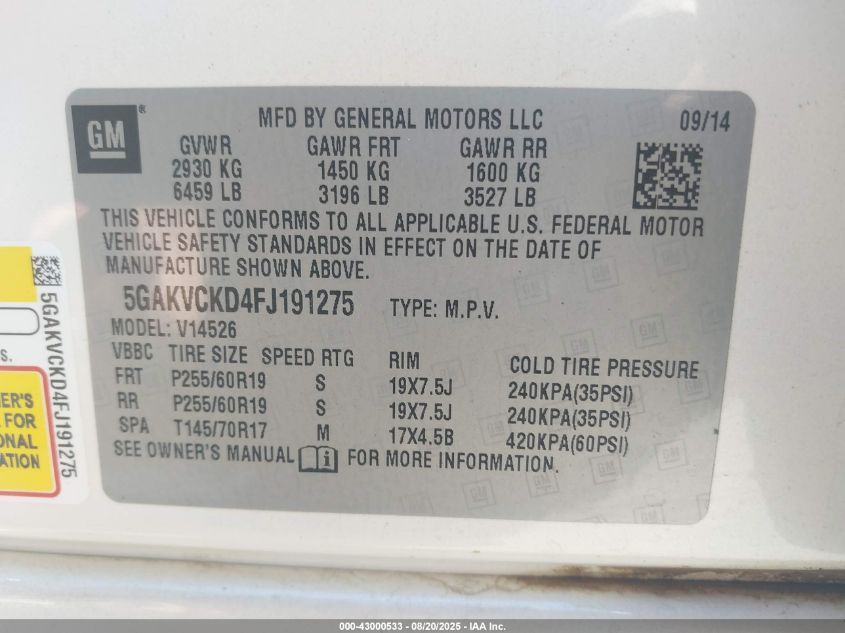 GM
®
MFD BY GENERAL MOTORS LLC
09/14
GVWR GAWR FRT GAWR RR
2930 KG 1450 KG 1600 KG
6459 LB 3196 LB 3527 LB
THIS VEHICLE CONFORMS TO ALL APPLICABLE U.S. FEDERAL MOTOR
VEHICLE SAFETY STANDARDS IN EFFECT ON THE DATE OF
MANUFACTURE SHOWN ABOVE.
5GAKVCKD4FJ191275 TYPE: M.P.V.
MODEL: V14526
VBBC TIRE SIZE SPEED RTG RIM COLD TIRE PRESSURE
FRT P255/60R19 S 19X7.5J 240KPA(35PSI)
RR P255/60R19 S 19X7.5J 240KPA(35PSI)
SPA T145/70R17 M 17X4.5B 420KPA(60PSI)
SEE OWNER'S MANUAL i FOR MORE INFORMATION.
5GAKVCKD4FJ191275
S.
ER'S
FOR
ONAL
ATION
000-43000533 - 08/20/2025 - IAA Inc.